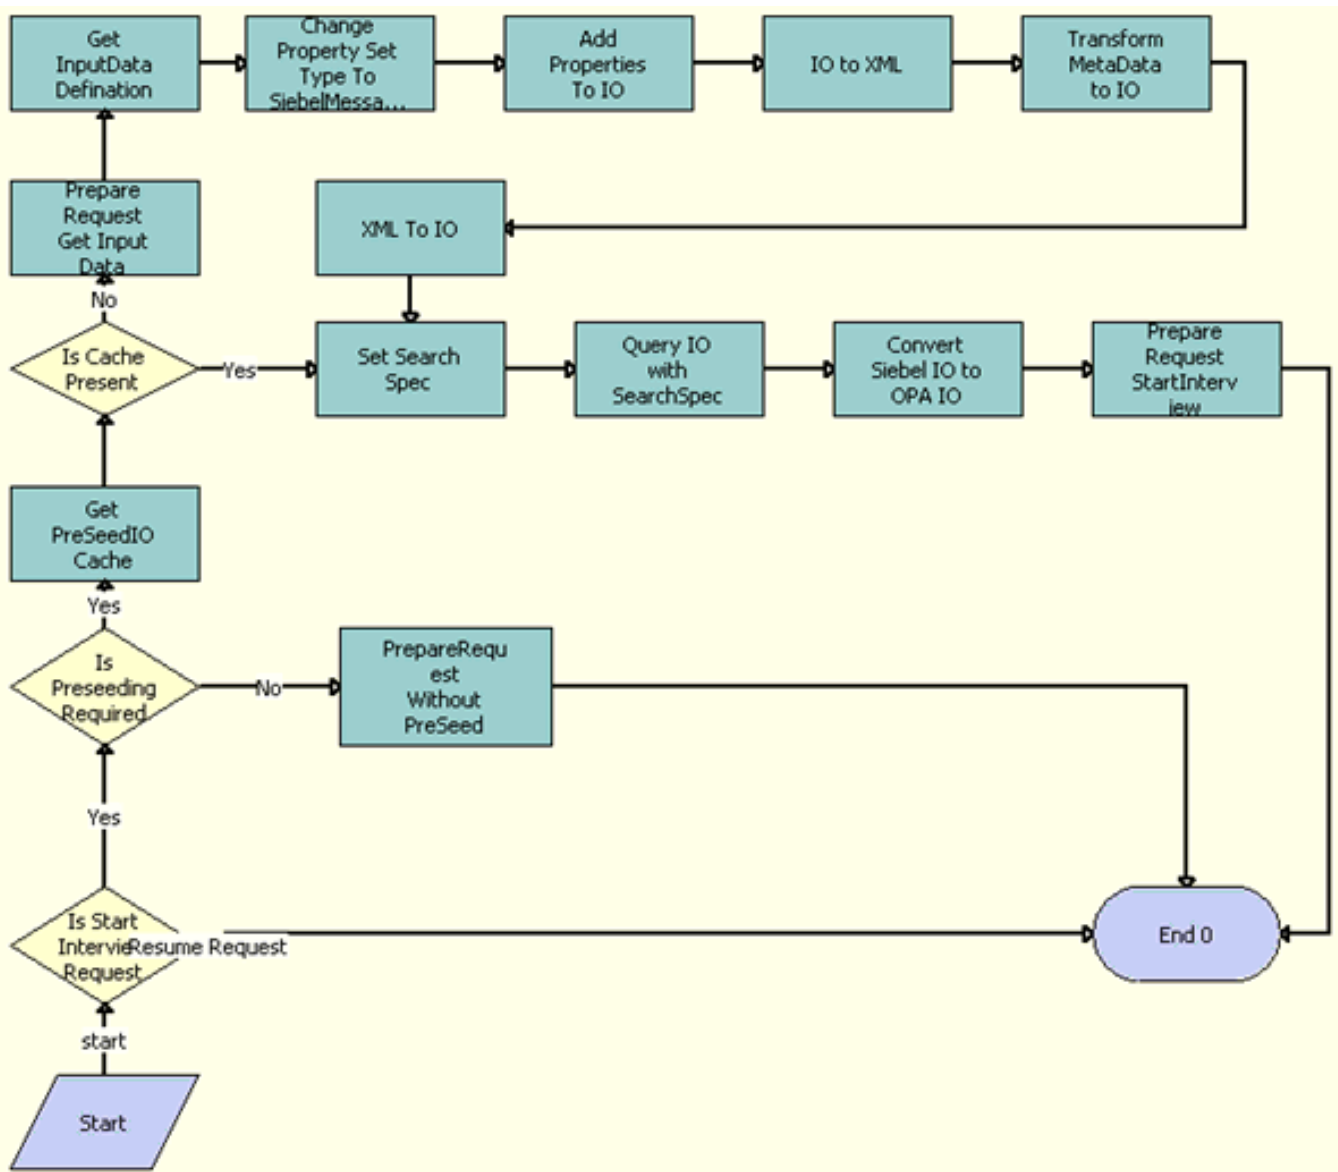 Get
InputData
Defination
Change
Property Set
Type To
SiebelMessa...
Add
Properties
To IO
IO to XML
Transform
MetaData
to IO
Prepare
Request
Get Input
Data
XML To IO
No
Is Cache
Present
Yes
Set Search
Spec
Query IO
with
SearchSpec
Convert
Siebel IO to
OPA IO
Prepare
Request
StartInterv
iew
Get
PreSeedIO
Cache
Yes
Is
Preseeding
Required
No
PrepareRequ
est
Without
PreSeed
Yes
Is Start
Intervie
Request
Resume Request
End 0
start
Start